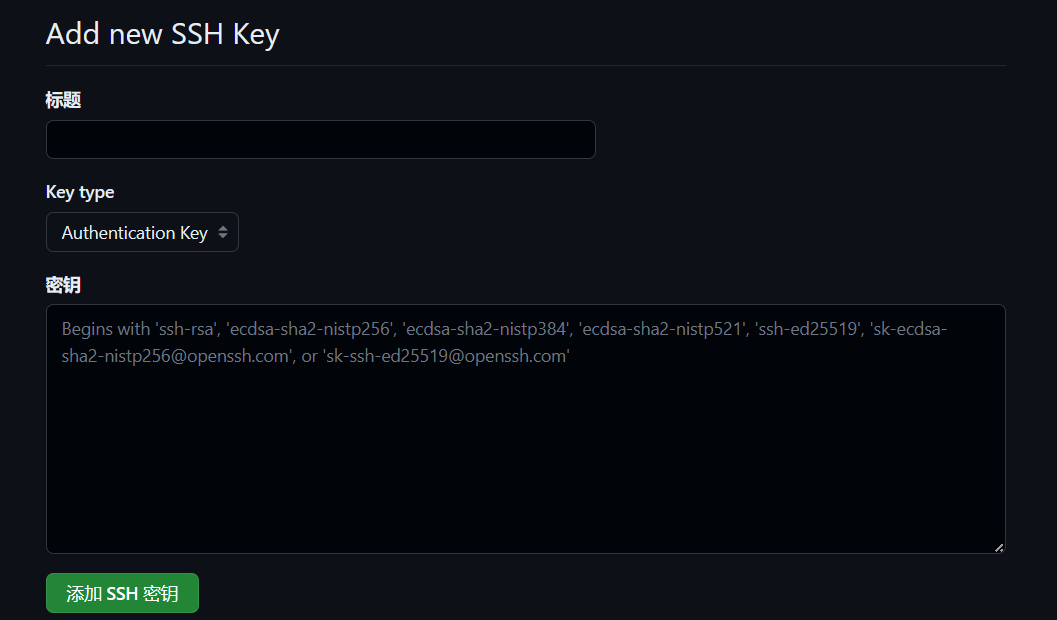 Add new SSH Key
标题
Key type
Authentication Key
密钥
Begins with 'ssh-rsa', 'ecdsa-sha2-nistp256', 'ecdsa-sha2-nistp384', 'ecdsa-sha2-nistp521', 'ssh-ed25519', 'sk-ecdsa-
sha2-nistp256@openssh.com', or 'sk-ssh-ed25519@openssh.com'
添加 SSH 密钥